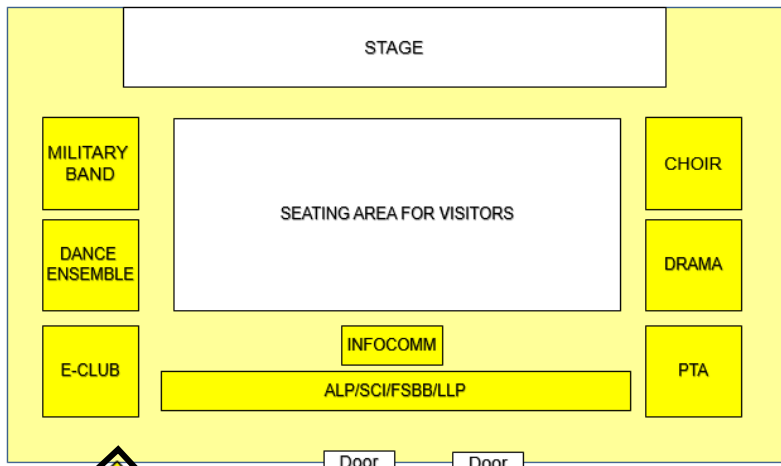 STAGE
MILITARY
BAND
SEATING AREA FOR VISITORS
CHOIR
DANCE
ENSEMBLE
DRAMA
E-CLUB
INFOCOMM
PTA
ALP/SCI/FSBB/LLP
Door
Door